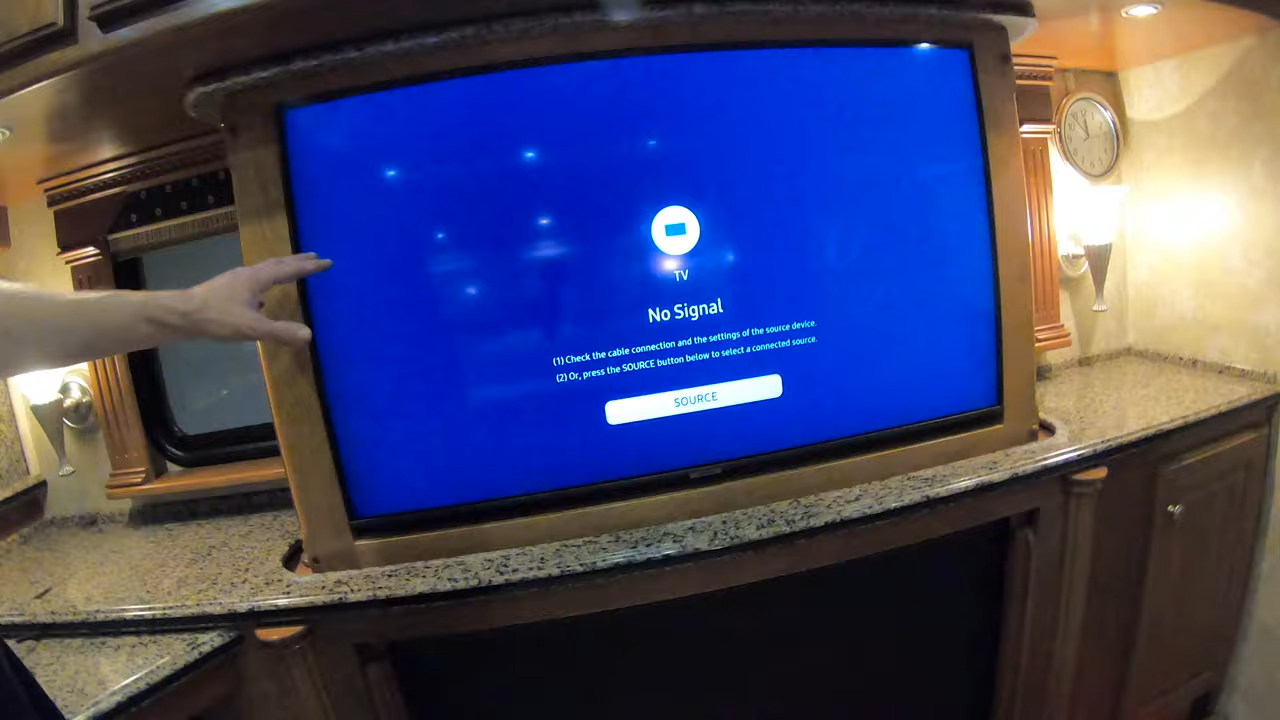 TV
No Signal
(1) Check the cable connection and the settings of the source device.
(2) Or, press the SOURCE button below to select a connected source.
SOURCE